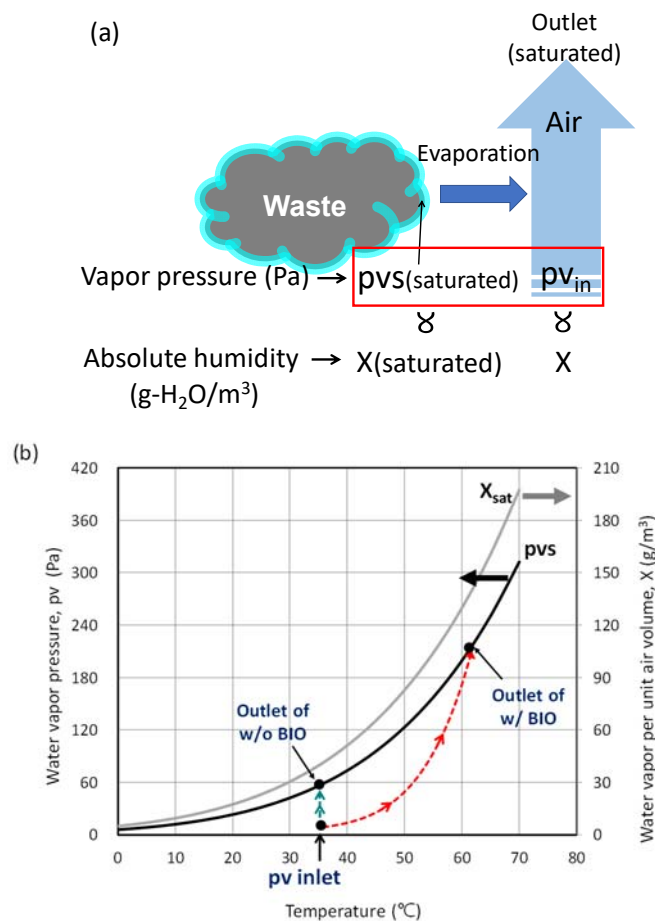 (a)
Outlet
(saturated)
Air
Evaporation
Waste
Vapor pressure (Pa) → pvs(saturated) pv_in
Absolute humidity → X(saturated) X
(g-H₂O/m³)
(b)
420 210
360 180
300 150
240 120
180 90
120 60
60 30
0 0
X_sat
pvs
Outlet of
w/o BIO
Outlet of
w/ BIO
Water vapor pressure, pv (Pa)
Water vapor per unit air volume, X (g/m³)
0 10 20 30 40 50 60 70 80
pv inlet
Temperature (℃)